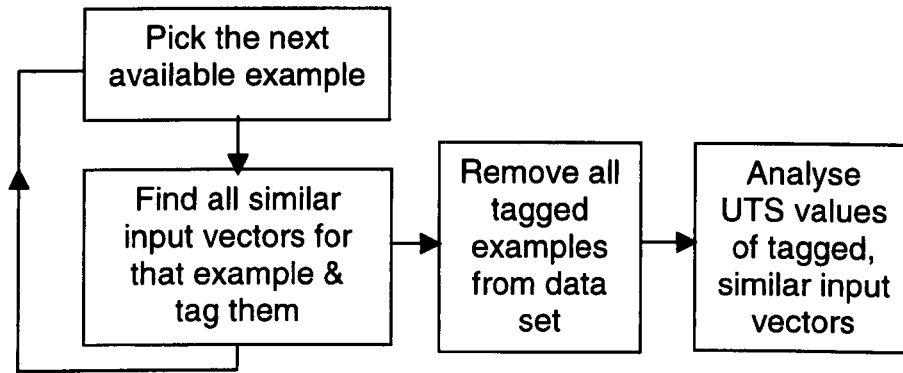 Pick the next
available example
Find all similar
input vectors for
that example &
tag them
Remove all
tagged
examples
from data
set
Analyse
UTS values
of tagged,
similar input
vectors